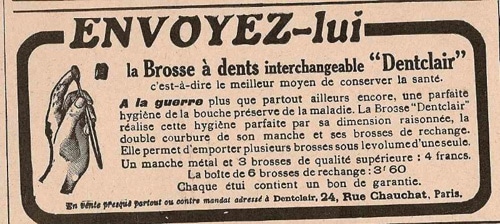 ENVOYEZ-lui
la Brosse à dents interchangeable "Dentclair"
c'est-à-dire le meilleur moyen de conserver la santé.
A la guerre plus que partout ailleurs encore, une parfaite
hygiène de la bouche préserve de la maladie. La Brosse "Dentclair"
réalise cette hygiène parfaite par sa dimension raisonnée, la
double courbure de son manche et ses brosses de rechange.
Elle permet d'emporter plusieurs brosses sous le volume d'une seule.
Un manche métal et 3 brosses de qualité supérieure : 4 francs.
La boîte de 6 brosses de rechange : 3f 60
Chaque étui contient un bon de garantie.
En vente presque partout ou contre mandat adressé à Dentclair, 24, Rue Chauchat, Paris.